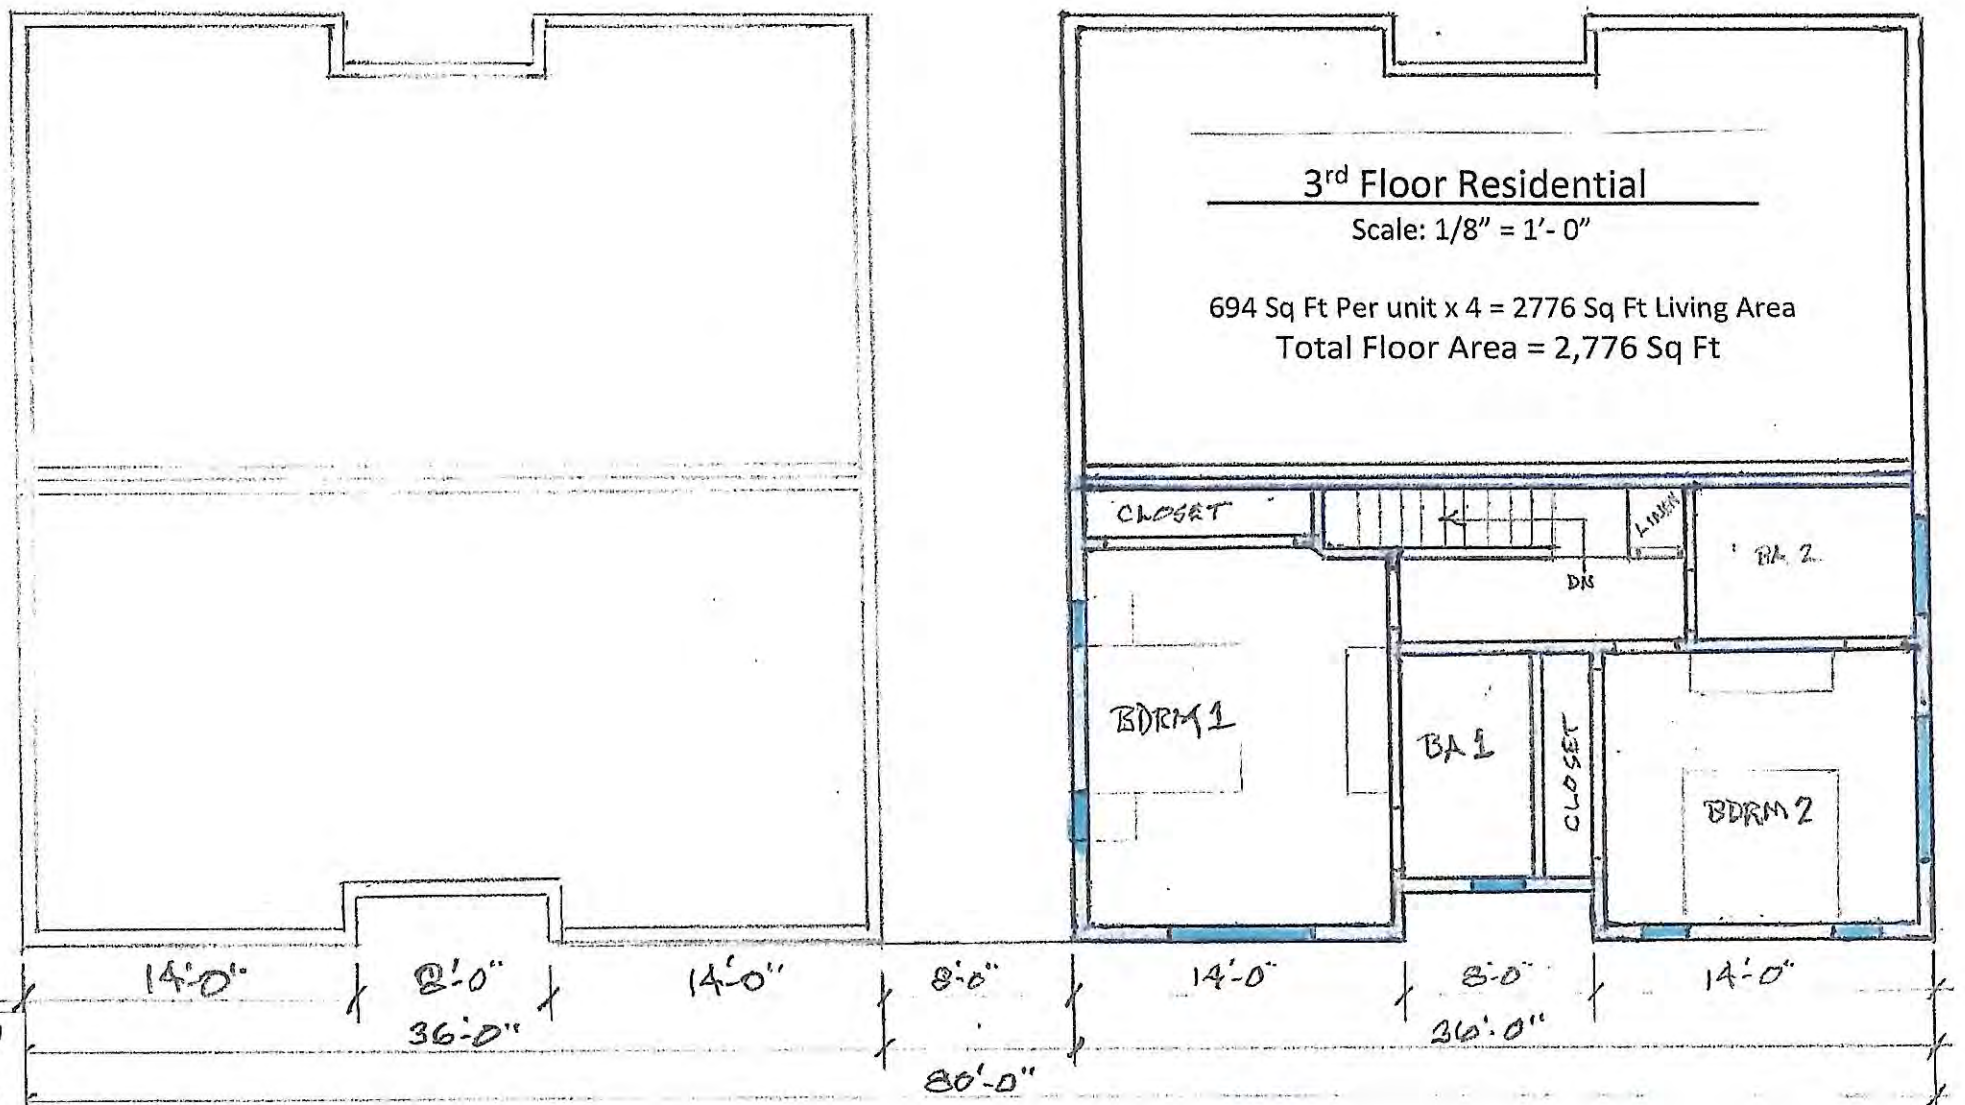 3rd Floor Residential
Scale: 1/8" = 1'- 0"
694 Sq Ft Per unit x 4 = 2776 Sq Ft Living Area
Total Floor Area = 2,776 Sq Ft
CLOSET
LINEN
BA 2
DN
BDRM 1
BA 1
CLOSET
BDRM 2
14'-0" 8'-0" 14'-0" 8'-0" 14'-0" 8'-0" 14'-0"
36'-0" 36'-0"
80'-0"